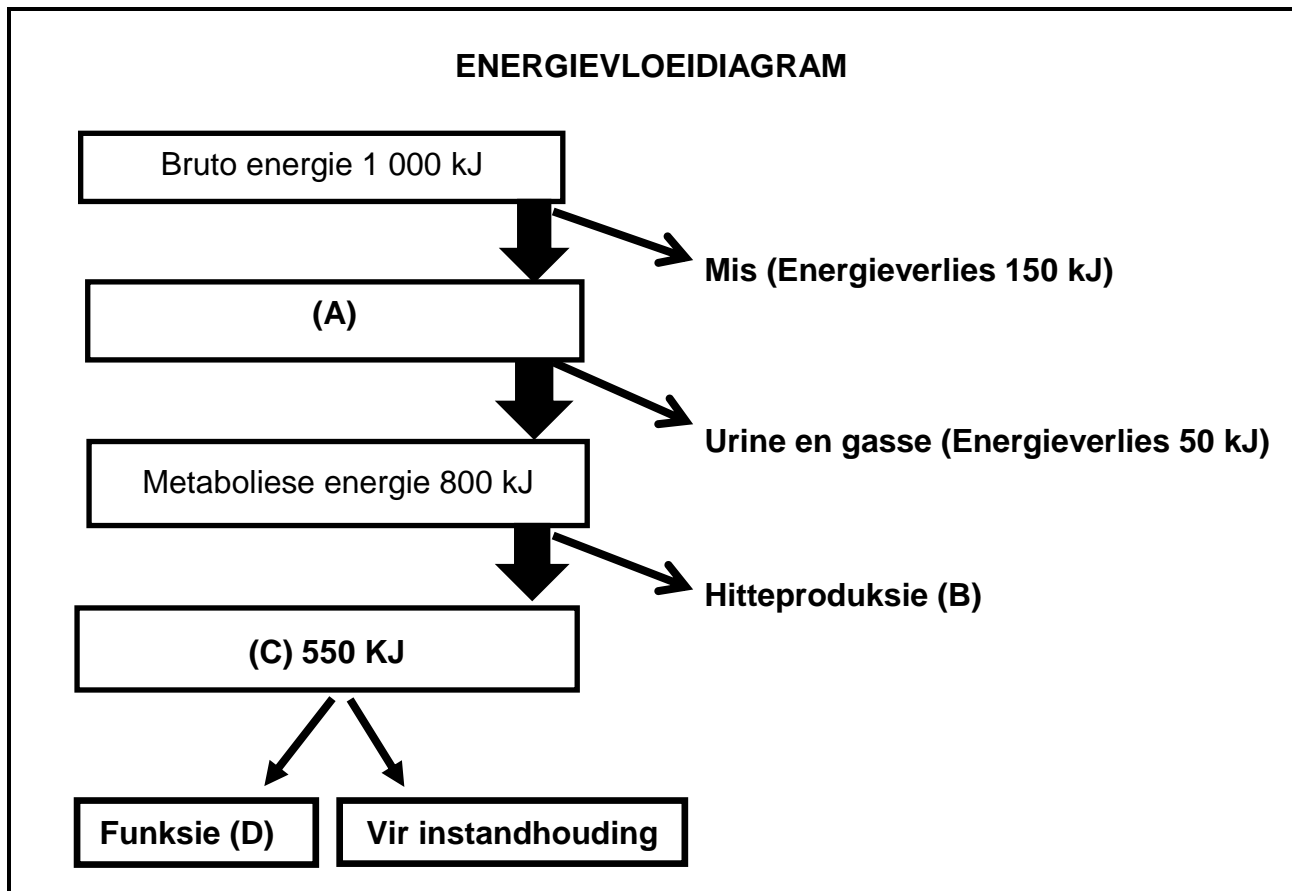 ENERGIEVLOEIDIAGRAM
Bruto energie 1 000 kJ
Mis (Energieverlies 150 kJ)
(A)
Urine en gasse (Energieverlies 50 kJ)
Metaboliese energie 800 kJ
Hitteproduksie (B)
(C) 550 KJ
Funksie (D)
Vir instandhouding